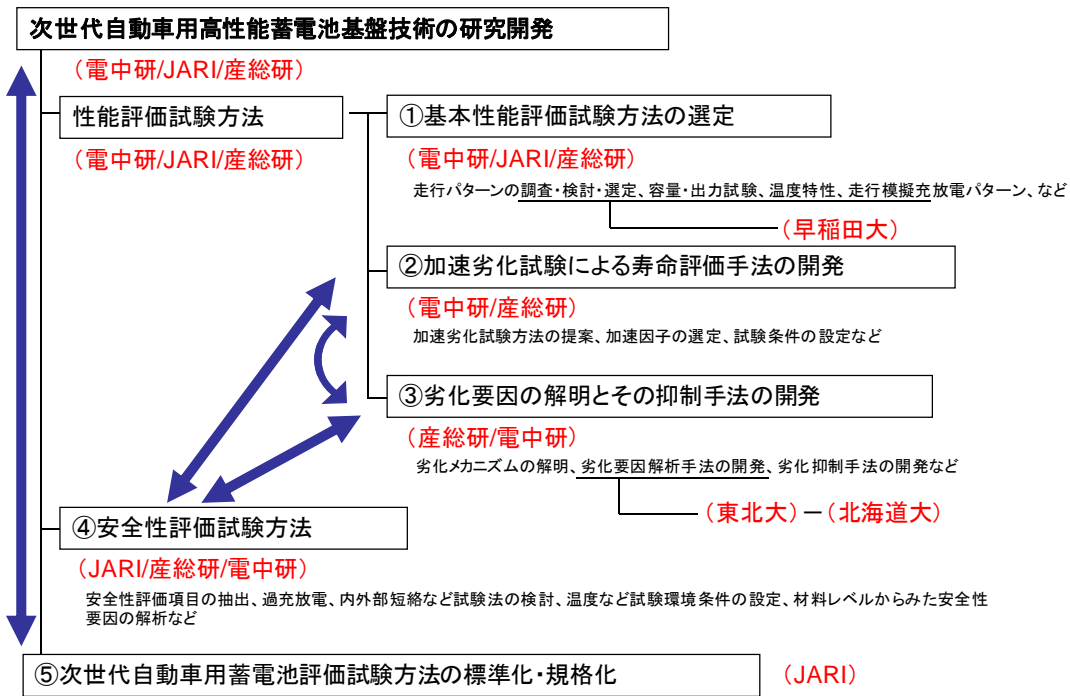 次世代自動車用高性能蓄電池基盤技術の研究開発
（電中研/JARI/産総研）
性能評価試験方法
（電中研/JARI/産総研）
①基本性能評価試験方法の選定
（電中研/JARI/産総研）
走行パターンの調査・検討・選定、容量・出力試験、温度特性、走行模擬充放電パターン、など
（早稲田大）
②加速劣化試験による寿命評価手法の開発
（電中研/産総研）
加速劣化試験方法の提案、加速因子の選定、試験条件の設定など
③劣化要因の解明とその抑制手法の開発
（産総研/電中研）
劣化メカニズムの解明、劣化要因解析手法の開発、劣化抑制手法の開発など
（東北大）－（北海道大）
④安全性評価試験方法
（JARI/産総研/電中研）
安全性評価項目の抽出、過充放電、内外部短絡など試験法の検討、温度など試験環境条件の設定、材料レベルからみた安全性
要因の解析など
⑤次世代自動車用蓄電池評価試験方法の標準化・規格化
（JARI）